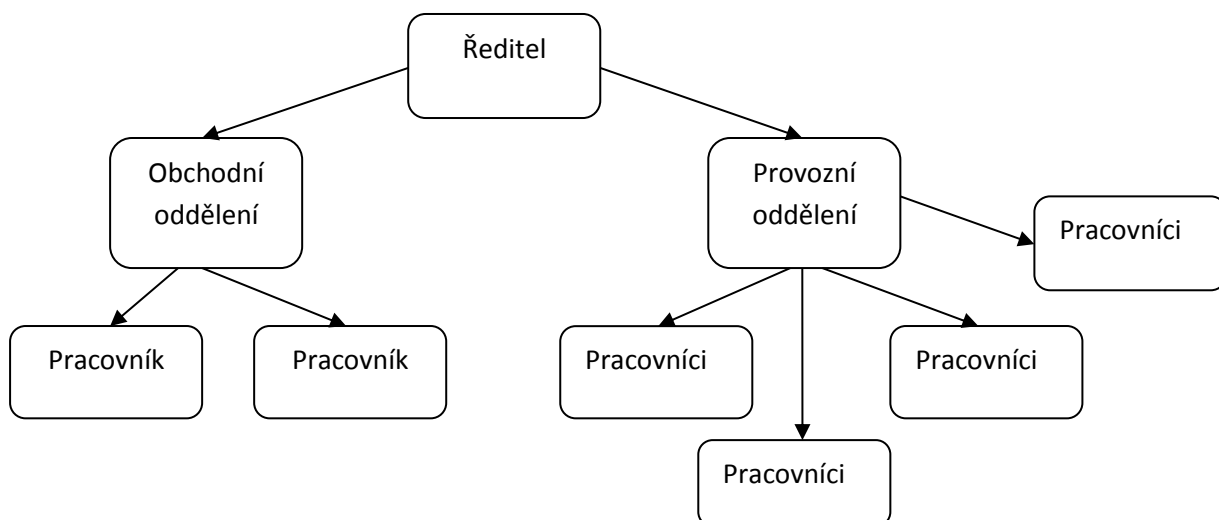 Ředitel
Obchodní
oddělení
Provozní
oddělení
Pracovníci
Pracovník
Pracovník
Pracovníci
Pracovníci
Pracovníci